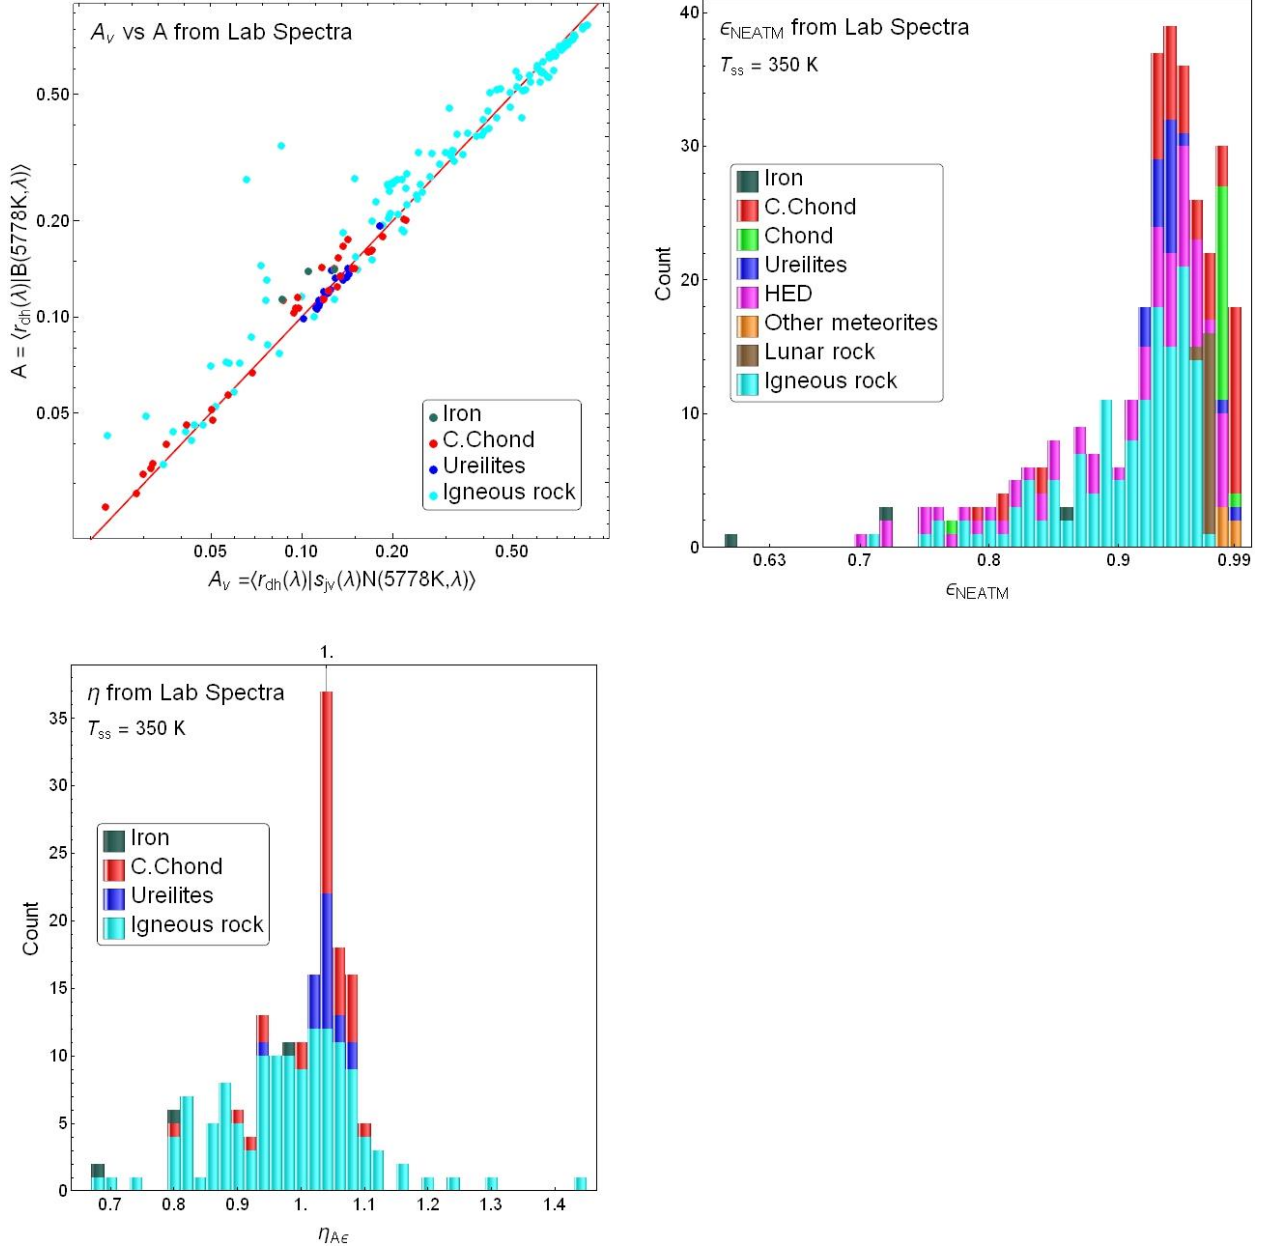 A_v vs A from Lab Spectra
A = ⟨r_dh(λ)|B(5778K,λ)⟩
0.50
0.20
0.10
0.05
Iron
C.Chond
Ureilites
Igneous rock
0.05 0.10 0.20 0.50
A_v =⟨r_dh(λ)|s_jv(λ)N(5778K,λ)⟩
ϵ_NEATM from Lab Spectra
T_ss = 350 K
Count
40
30
20
10
0
Iron
C.Chond
Chond
Ureilites
HED
Other meteorites
Lunar rock
Igneous rock
0.63 0.7 0.8 0.9 0.99
ϵ_NEATM
1.
η from Lab Spectra
T_ss = 350 K
Count
35
30
25
20
15
10
5
0
Iron
C.Chond
Ureilites
Igneous rock
0.7 0.8 0.9 1. 1.1 1.2 1.3 1.4
η_Aϵ